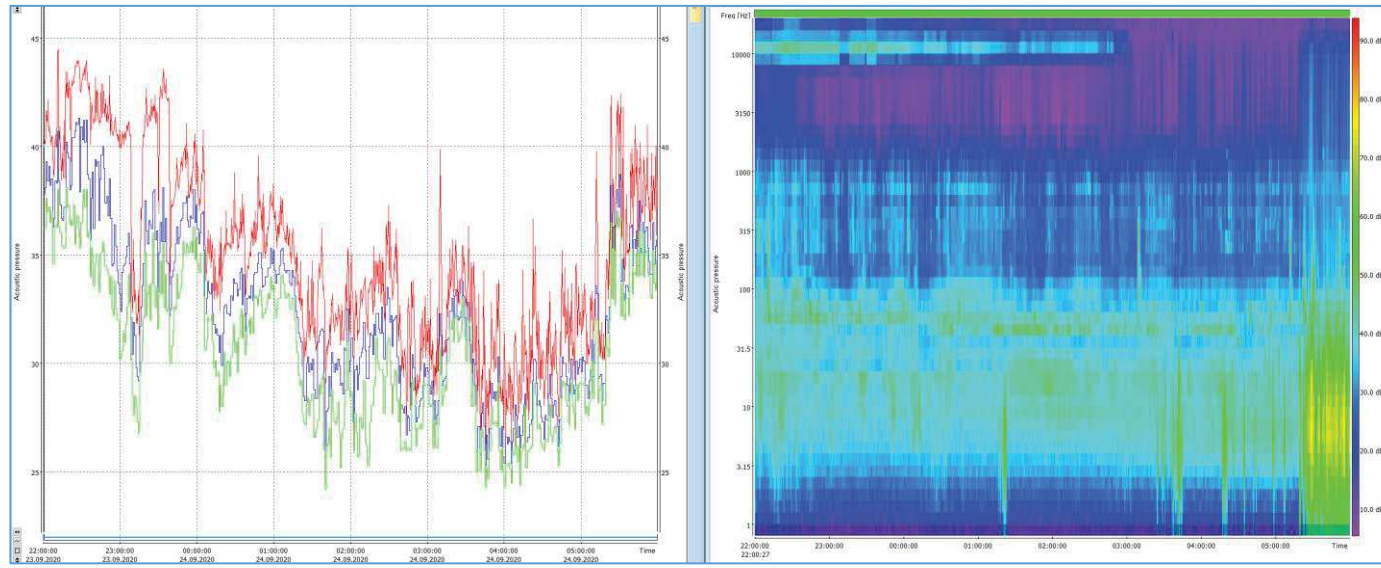 45
45
40
40
35
35
30
30
25
25
Acoustic pressure
Acoustic pressure
22:00:00 23:00:00 00:00:00 01:00:00 02:00:00 03:00:00 04:00:00 05:00:00 Time
23.09.2020 23.09.2020 24.09.2020 24.09.2020 24.09.2020 24.09.2020 24.09.2020 24.09.2020
Freq [Hz]
10000
3150
1000
315
100
31.5
10
3.15
1
Acoustic pressure
22:00:00 23:00:00 00:00:00 01:00:00 02:00:00 03:00:00 04:00:00 05:00:00 Time
22:00:27
90.0 dB
80.0 dB
70.0 dB
60.0 dB
50.0 dB
40.0 dB
30.0 dB
20.0 dB
10.0 dB